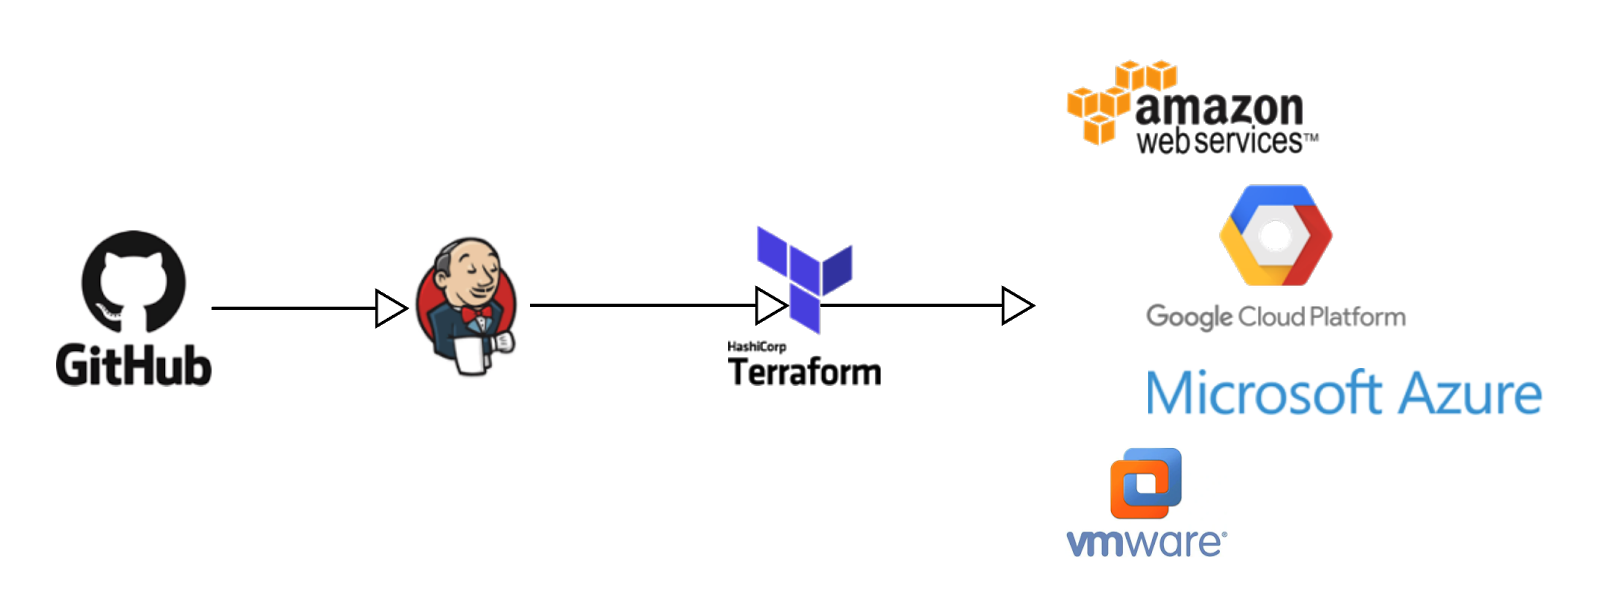 GitHub
HashiCorp
Terraform
amazon
web services™
Google Cloud Platform
Microsoft Azure
vmware®